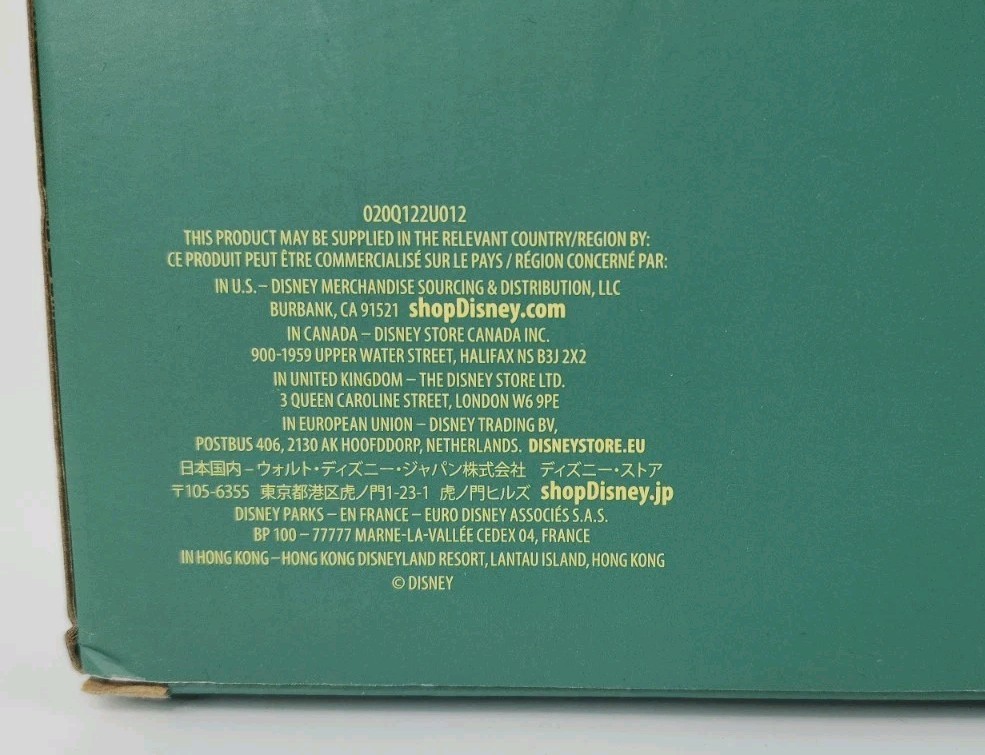 020Q122U012
THIS PRODUCT MAY BE SUPPLIED IN THE RELEVANT COUNTRY/REGION BY:
CE PRODUIT PEUT ÊTRE COMMERCIALISÉ SUR LE PAYS / RÉGION CONCERNÉ PAR:
IN U.S. – DISNEY MERCHANDISE SOURCING & DISTRIBUTION, LLC
BURBANK, CA 91521 shopDisney.com
IN CANADA – DISNEY STORE CANADA INC.
900-1959 UPPER WATER STREET, HALIFAX NS B3J 2X2
IN UNITED KINGDOM – THE DISNEY STORE LTD.
3 QUEEN CAROLINE STREET, LONDON W6 9PE
IN EUROPEAN UNION – DISNEY TRADING BV,
POSTBUS 406, 2130 AK HOOFDDORP, NETHERLANDS. DISNEYSTORE.EU
日本国内 – ウォルト・ディズニー・ジャパン株式会社 ディズニー・ストア
〒105-6355 東京都港区虎ノ門1-23-1 虎ノ門ヒルズ shopDisney.jp
DISNEY PARKS – EN FRANCE – EURO DISNEY ASSOCIÉS S.A.S.
BP 100 – 77777 MARNE-LA-VALLÉE CEDEX 04, FRANCE
IN HONG KONG – HONG KONG DISNEYLAND RESORT, LANTAU ISLAND, HONG KONG
© DISNEY